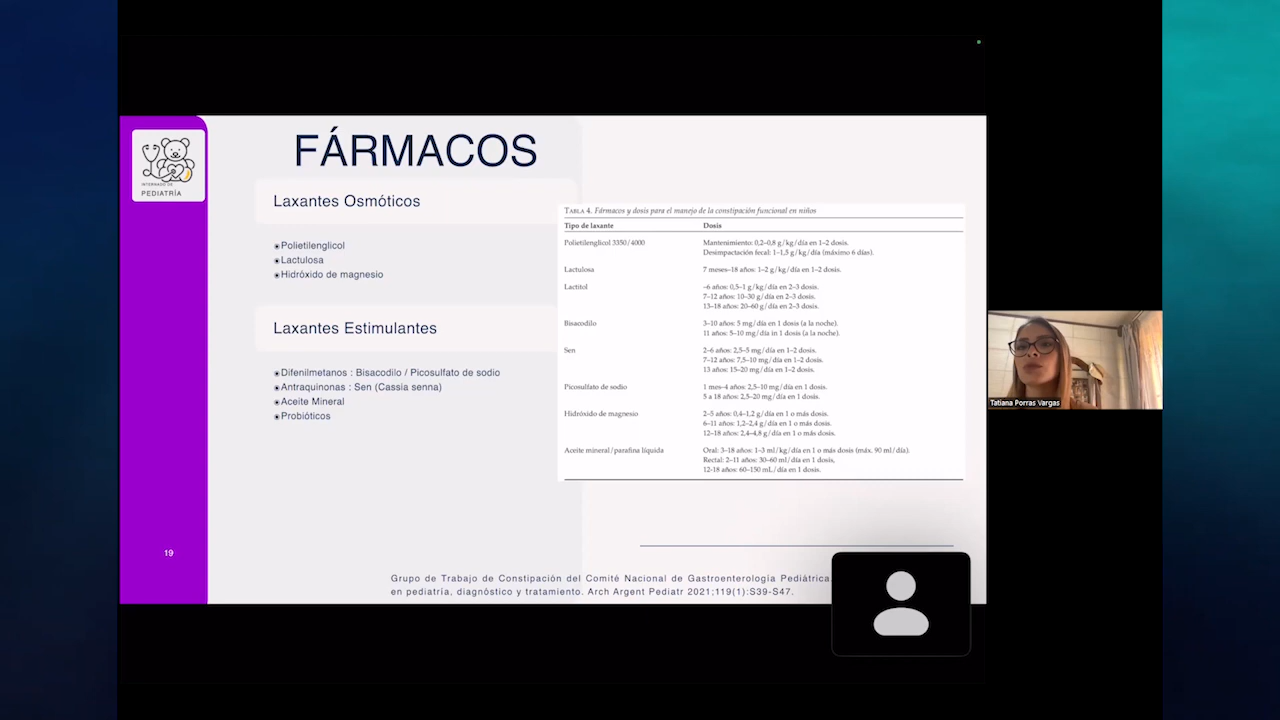 INTERNADO DE
PEDIATRÍA
FÁRMACOS
Laxantes Osmóticos
Polietilenglicol
Lactulosa
Hidróxido de magnesio
Laxantes Estimulantes
Difenilmetanos : Bisacodilo / Picosulfato de sodio
Antraquinonas : Sen (Cassia senna)
Aceite Mineral
Probióticos
TABLA 4. Fármacos y dosis para el manejo de la constipación funcional en niños
Tipo de laxante Dosis
Polietilenglicol 3350/4000 Mantenimiento: 0,2-0,8 g/kg/día en 1-2 dosis.
Desimpactación fecal: 1-1,5 g/kg/día (máximo 6 días).
Lactulosa 7 meses-18 años: 1-2 g/kg/día en 1-2 dosis.
Lactitol -6 años: 0,5-1 g/kg/día en 2-3 dosis.
7-12 años: 10-30 g/día en 2-3 dosis.
13-18 años: 20-60 g/día en 2-3 dosis.
Bisacodilo 3-10 años: 5 mg/día en 1 dosis (a la noche).
11 años: 5-10 mg/día in 1 dosis (a la noche).
Sen 2-6 años: 2,5-5 mg/día en 1-2 dosis.
7-12 años: 7,5-10 mg/día en 1-2 dosis.
13 años: 15-20 mg/día en 1-2 dosis.
Picosulfato de sodio 1 mes-4 años: 2,5-10 mg/día en 1 dosis.
5 a 18 años: 2,5-20 mg/día en 1 dosis.
Hidróxido de magnesio 2-5 años: 0,4-1,2 g/día en 1 o más dosis.
6-11 años: 1,2-2,4 g/día en 1 o más dosis.
12-18 años: 2,4-4,8 g/día en 1 o más dosis.
Aceite mineral/parafina líquida Oral: 3-18 años: 1-3 ml/kg/día en 1 o más dosis (máx. 90 ml/día).
Rectal: 2-11 años: 30-60 ml/día en 1 dosis,
12-18 años: 60-150 mL/día en 1 dosis.
19
Grupo de Trabajo de Constipación del Comité Nacional de Gastroenterología Pediátrica.
en pediatría, diagnóstico y tratamiento. Arch Argent Pediatr 2021;119(1):S39-S47.
Tatiana Porras Vargas